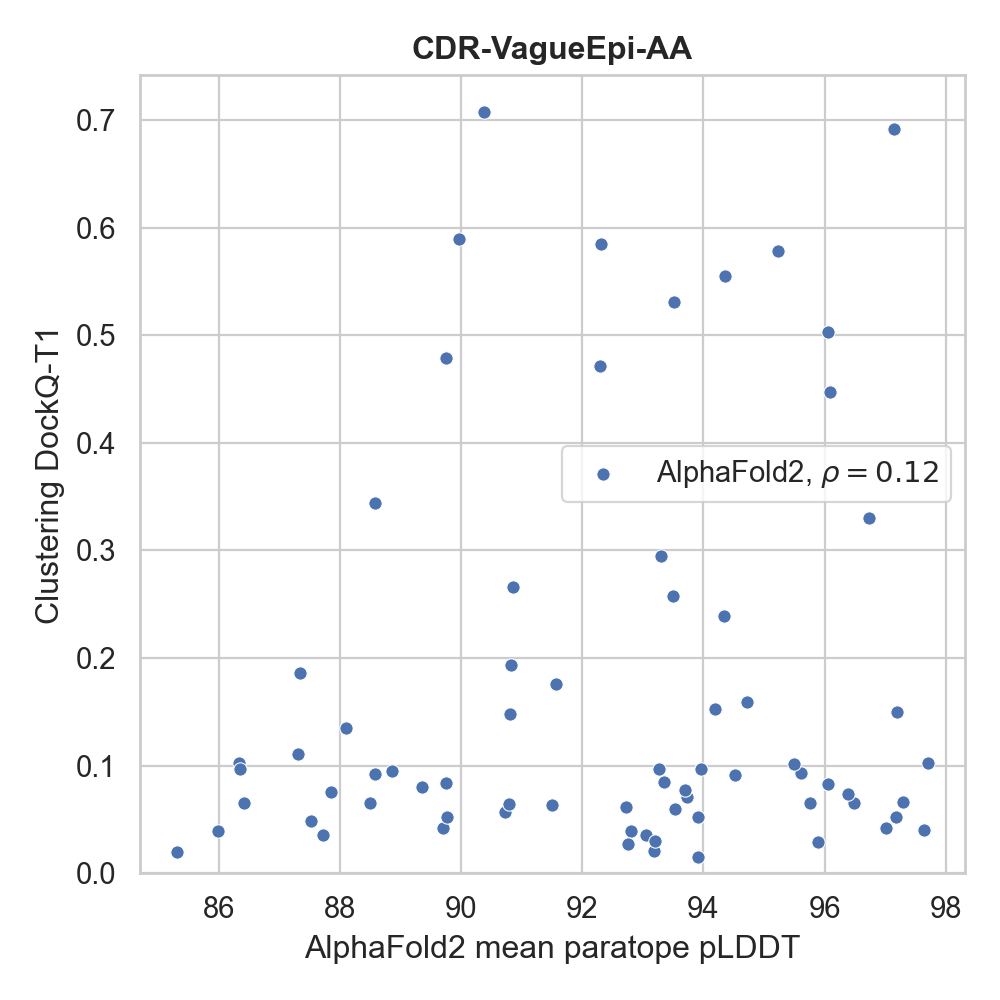 CDR-VagueEpi-AA
Clustering DockQ-T1
0.7
0.6
0.5
0.4
0.3
0.2
0.1
0.0
AlphaFold2, ρ = 0.12
86 88 90 92 94 96 98
AlphaFold2 mean paratope pLDDT